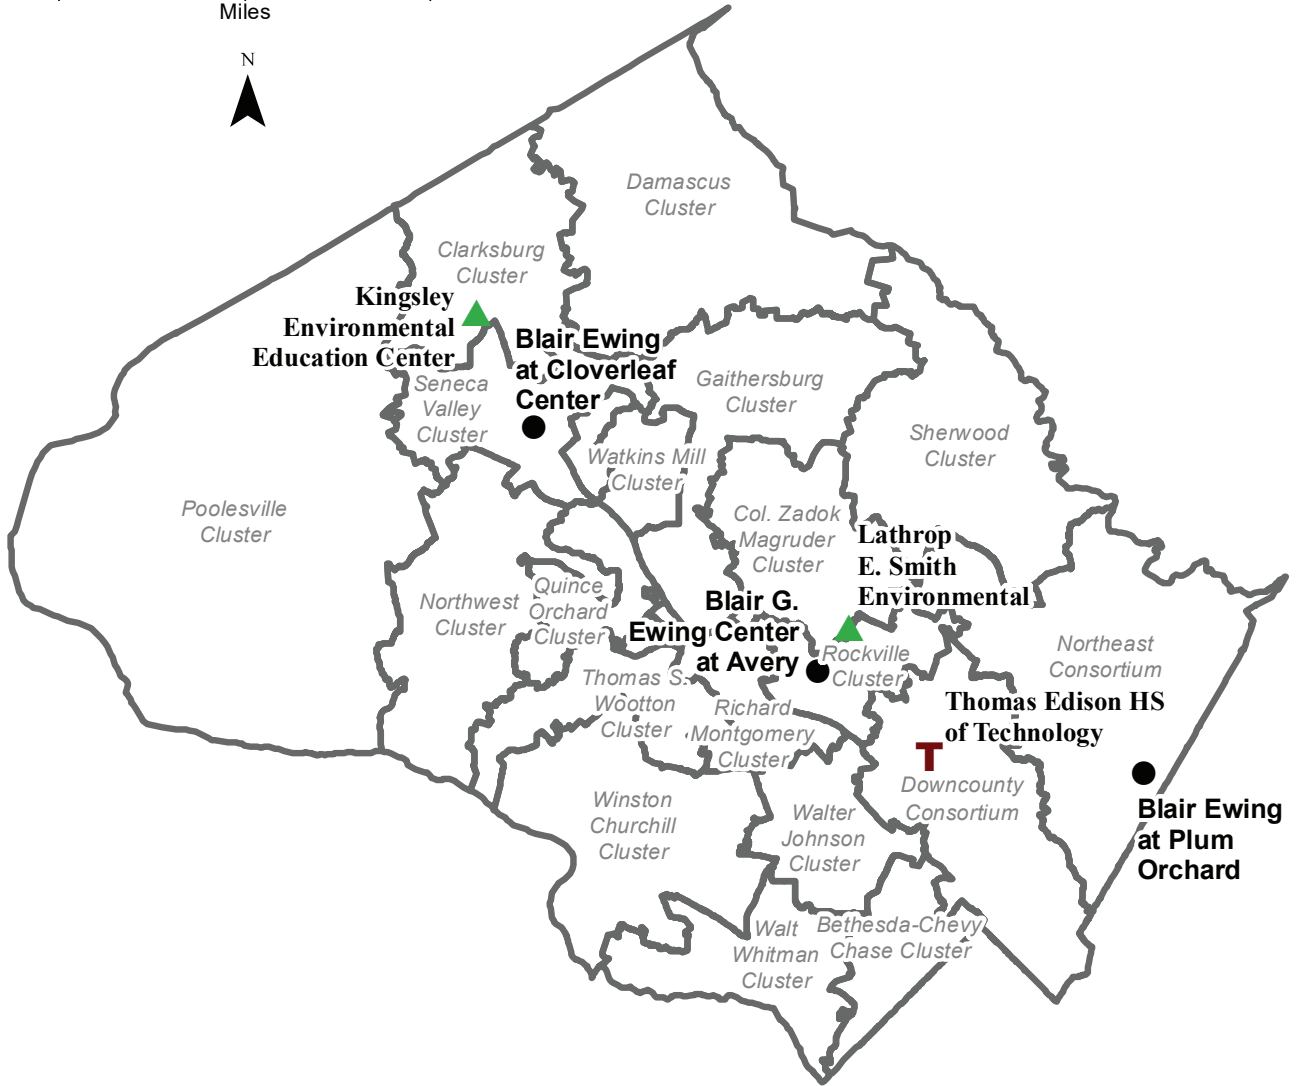 Miles
N
Damascus
Cluster
Clarksburg
Cluster
Kingsley
Environmental
Education Center
Blair Ewing
at Cloverleaf
Center
Seneca
Valley
Cluster
Gaithersburg
Cluster
Sherwood
Cluster
Watkins Mill
Cluster
Poolesville
Cluster
Col. Zadok
Magruder
Cluster
Lathrop
E. Smith
Environmental
Northwest
Cluster
Quince
Orchard
Cluster
Blair G.
Ewing Center
at Avery
Rockville
Cluster
Northeast
Consortium
Thomas S.
Wootton
Cluster
Richard
Montgomery
Cluster
Thomas Edison HS
of Technology
T
Downcounty
Consortium
Blair Ewing
at Plum
Orchard
Winston
Churchill
Cluster
Walter
Johnson
Cluster
Walt
Whitman
Cluster
Bethesda-Chevy
Chase Cluster